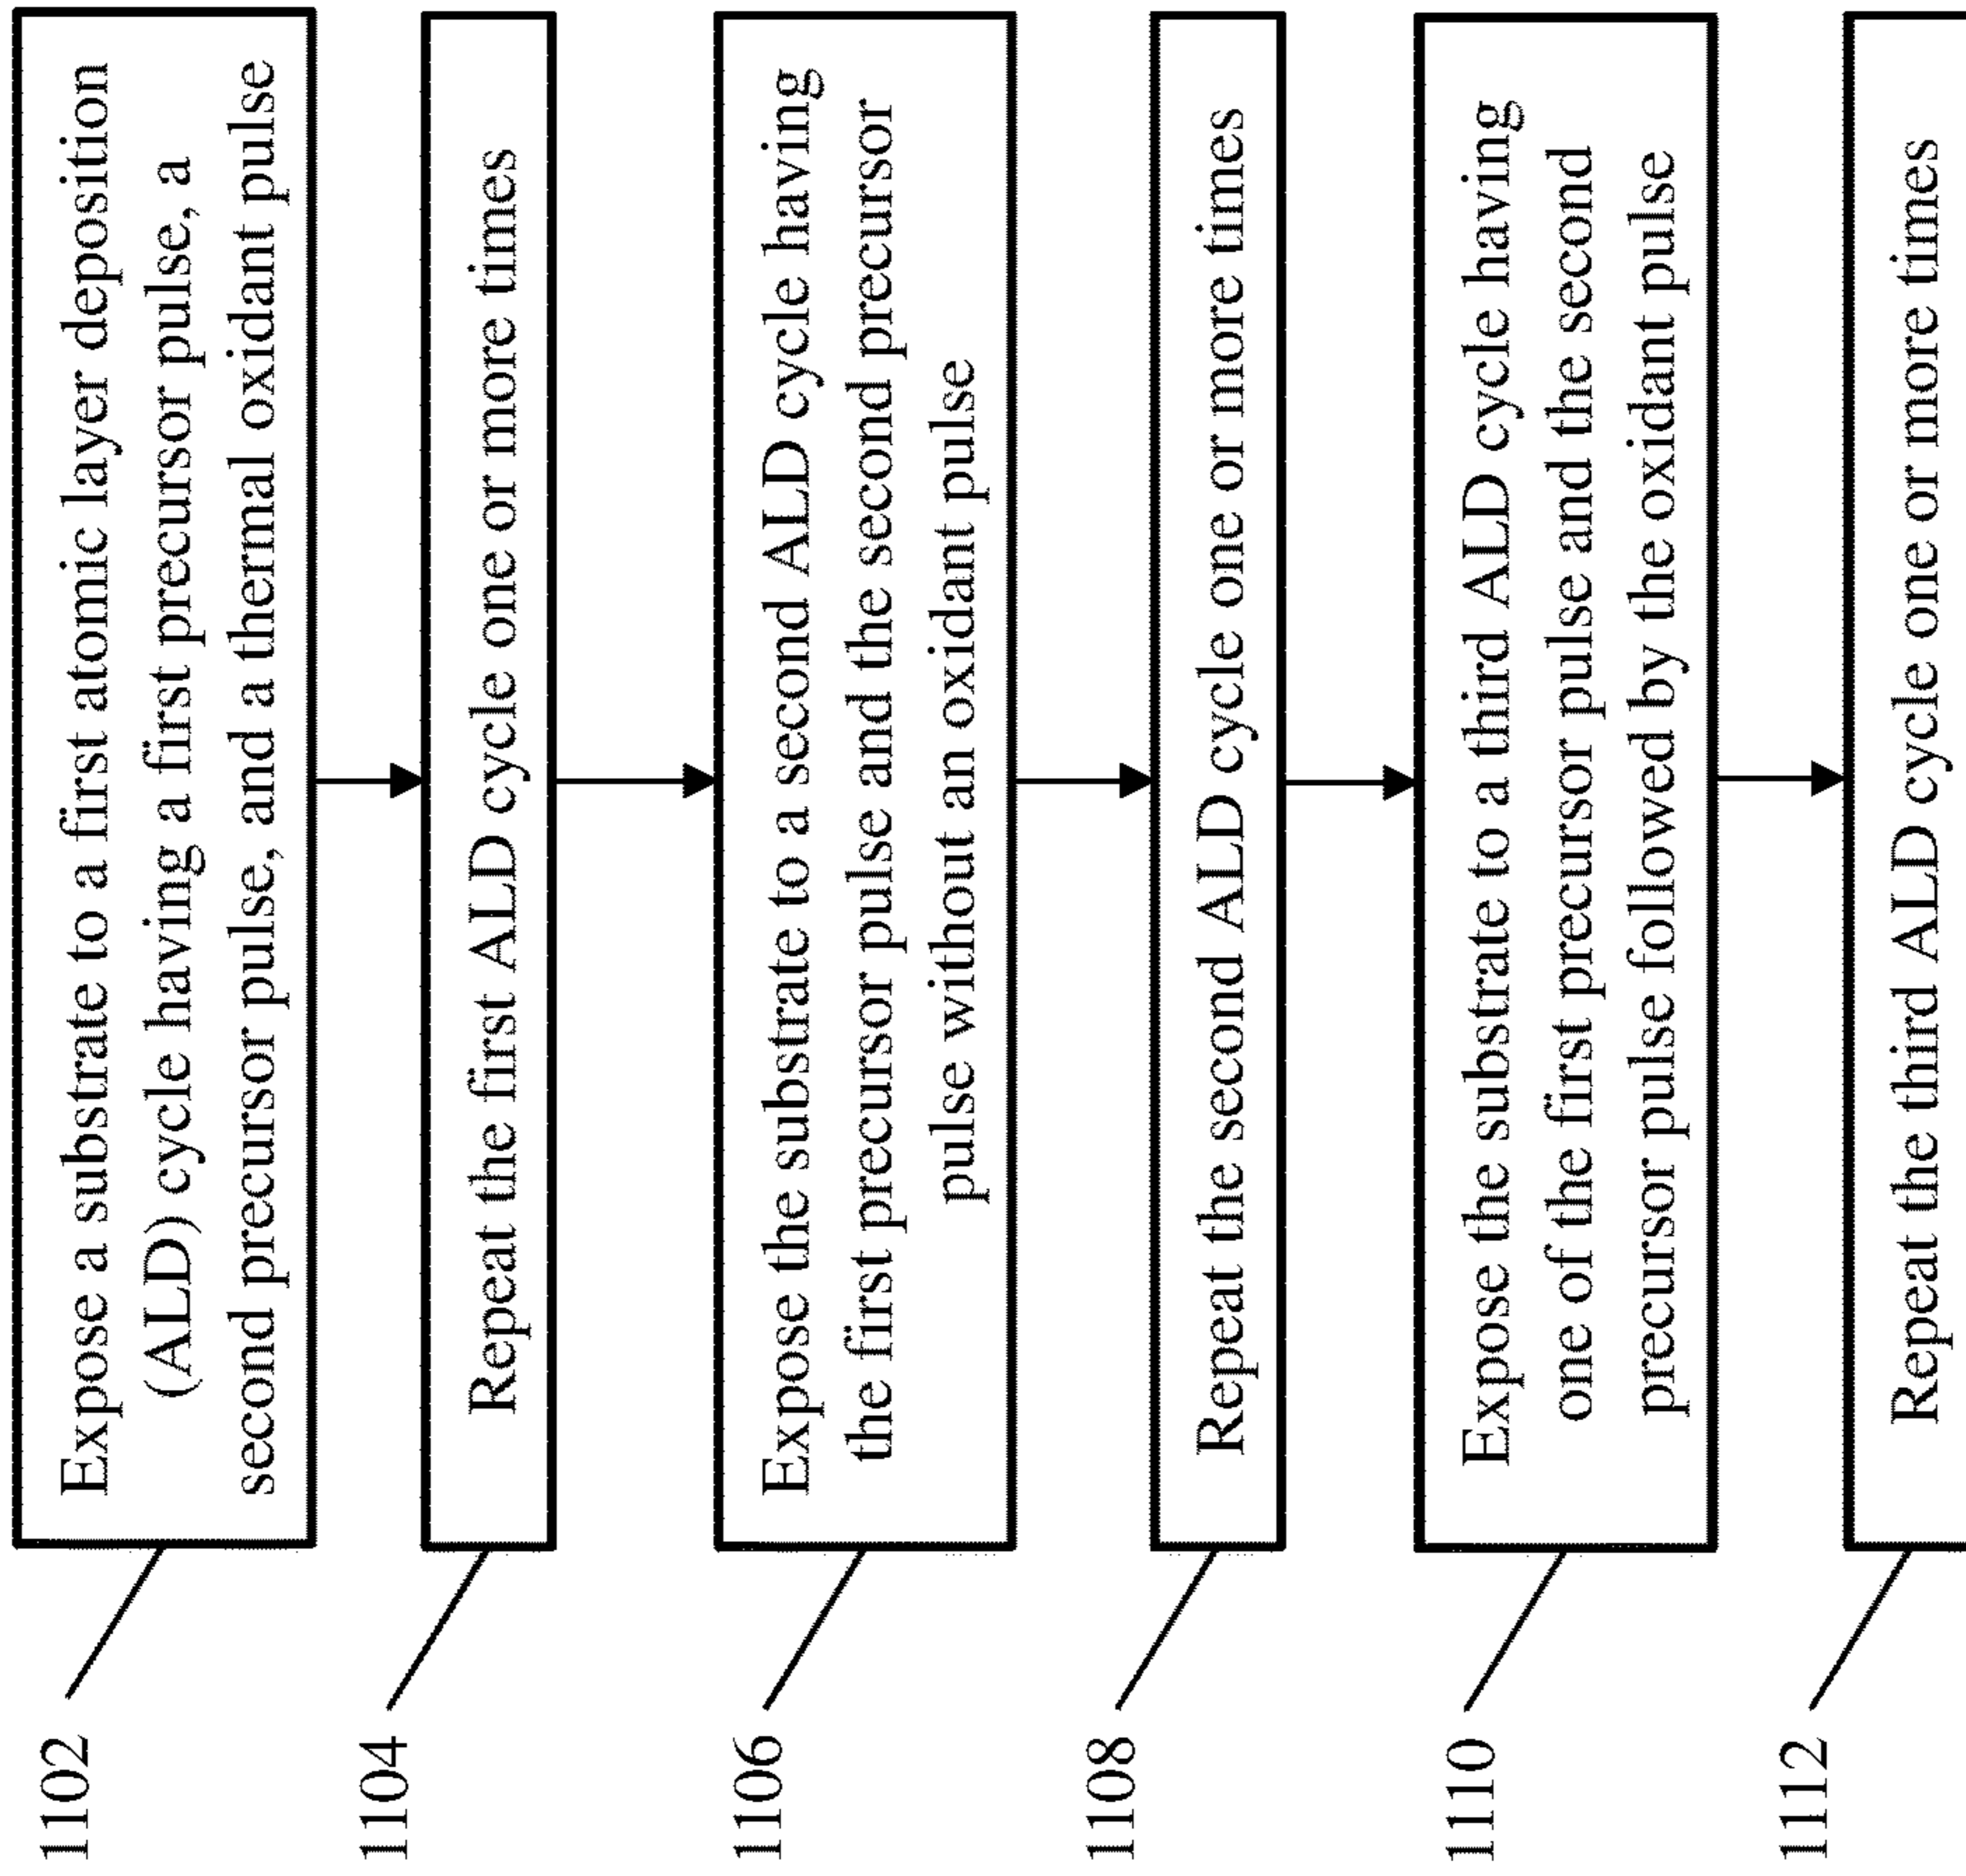 1102
Expose a substrate to a first atomic layer deposition
(ALD) cycle having a first precursor pulse, a
second precursor pulse, and a thermal oxidant pulse
1104
Repeat the first ALD cycle one or more times
1106
Expose the substrate to a second ALD cycle having
the first precursor pulse and the second precursor
pulse without an oxidant pulse
1108
Repeat the second ALD cycle one or more times
1110
Expose the substrate to a third ALD cycle having
one of the first precursor pulse and the second
precursor pulse followed by the oxidant pulse
1112
Repeat the third ALD cycle one or more times